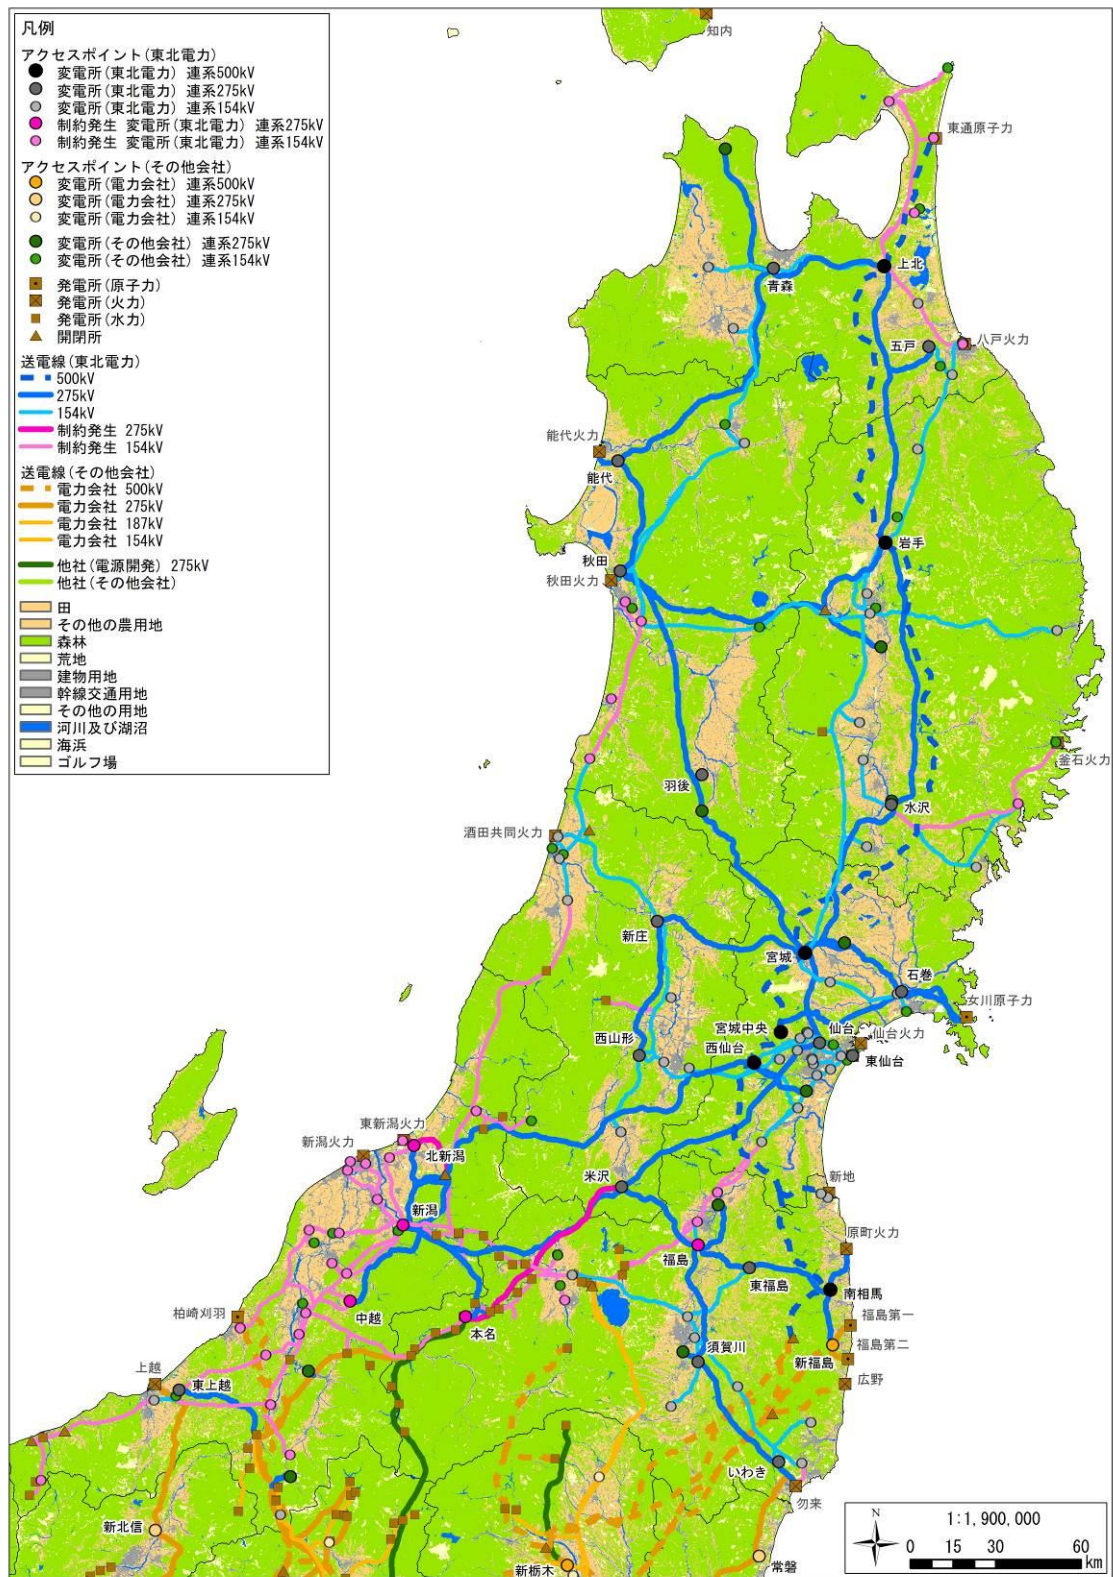 凡例
アクセスポイント(東北電力)
変電所(東北電力) 連系500kV
変電所(東北電力) 連系275kV
変電所(東北電力) 連系154kV
制約発生 変電所(東北電力) 連系275kV
制約発生 変電所(東北電力) 連系154kV
アクセスポイント(その他会社)
変電所(電力会社) 連系500kV
変電所(電力会社) 連系275kV
変電所(電力会社) 連系154kV
変電所(その他会社) 連系275kV
変電所(その他会社) 連系154kV
発電所(原子力)
発電所(火力)
発電所(水力)
開閉所
送電線(東北電力)
500kV
275kV
154kV
制約発生 275kV
制約発生 154kV
送電線(その他会社)
電力会社 500kV
電力会社 275kV
電力会社 187kV
電力会社 154kV
他社(電源開発) 275kV
他社(その他会社)
田
その他の農用地
森林
荒地
建物用地
幹線交通用地
その他の用地
河川及び湖沼
海浜
ゴルフ場
知内
東通原子力
上北
青森
五戸
八戸火力
能代火力
能代
岩手
秋田
秋田火力
釜石火力
羽後
水沢
酒田共同火力
新庄
宮城
石巻
女川原子力
宮城中央
仙台
仙台火力
西山形
西仙台
東仙台
東新潟火力
新潟火力
北新潟
米沢
新地
新潟
原町火力
福島
東福島
南相馬
中越
柏崎刈羽
本名
福島第一
須賀川
新福島
福島第二
上越
東上越
広野
いわき
勿来
新北信
新栃木
常磐
N
1:1,900,000
0 15 30 60
km